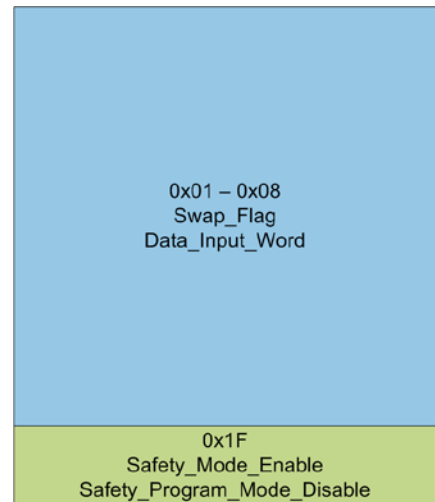 0x01 – 0x08
Swap_Flag
Data_Input_Word
0x1F
Safety_Mode_Enable
Safety_Program_Mode_Disable